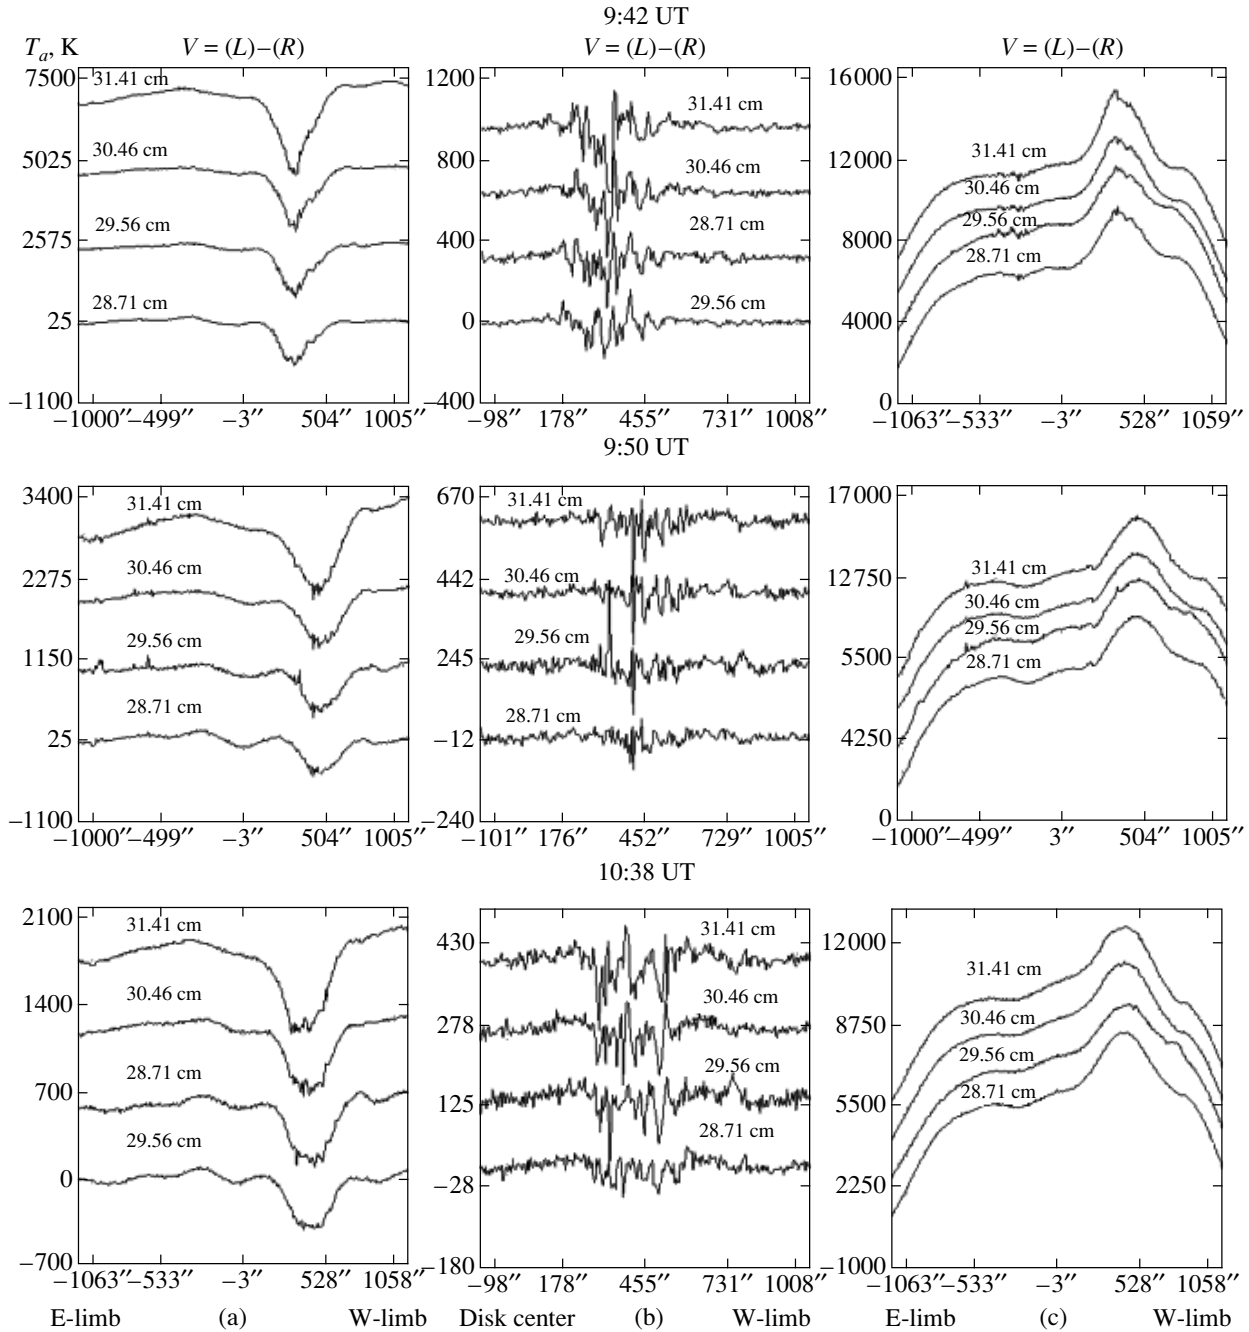 9:42 UT
T_a, K
V = (L)–(R)
V = (L)–(R)
V = (L)–(R)
7500
5025
2575
25
–1100
31.41 cm
30.46 cm
29.56 cm
28.71 cm
–1000″
–499″
–3″
504″
1005″
1200
800
400
0
–400
31.41 cm
30.46 cm
28.71 cm
29.56 cm
–98″
178″
455″
731″
1008″
16000
12000
8000
4000
0
31.41 cm
30.46 cm
29.56 cm
28.71 cm
–1063″
–533″
–3″
528″
1059″
9:50 UT
3400
2275
1150
25
–1100
31.41 cm
30.46 cm
29.56 cm
28.71 cm
–1000″
–499″
–3″
504″
1005″
670
442
245
–12
–240
31.41 cm
30.46 cm
29.56 cm
28.71 cm
–101″
176″
452″
729″
1005″
17000
12750
5500
4250
0
31.41 cm
30.46 cm
29.56 cm
28.71 cm
–1000″
–499″
3″
504″
1005″
10:38 UT
2100
1400
700
0
–700
31.41 cm
30.46 cm
28.71 cm
29.56 cm
–1063″
–533″
–3″
528″
1058″
430
278
125
–28
–180
31.41 cm
30.46 cm
29.56 cm
28.71 cm
–98″
178″
455″
731″
1008″
12000
8750
5500
2250
–1000
31.41 cm
30.46 cm
29.56 cm
28.71 cm
–1063″
–533″
–3″
528″
1058″
E-limb (a) W-limb
Disk center (b) W-limb
E-limb (c) W-limb